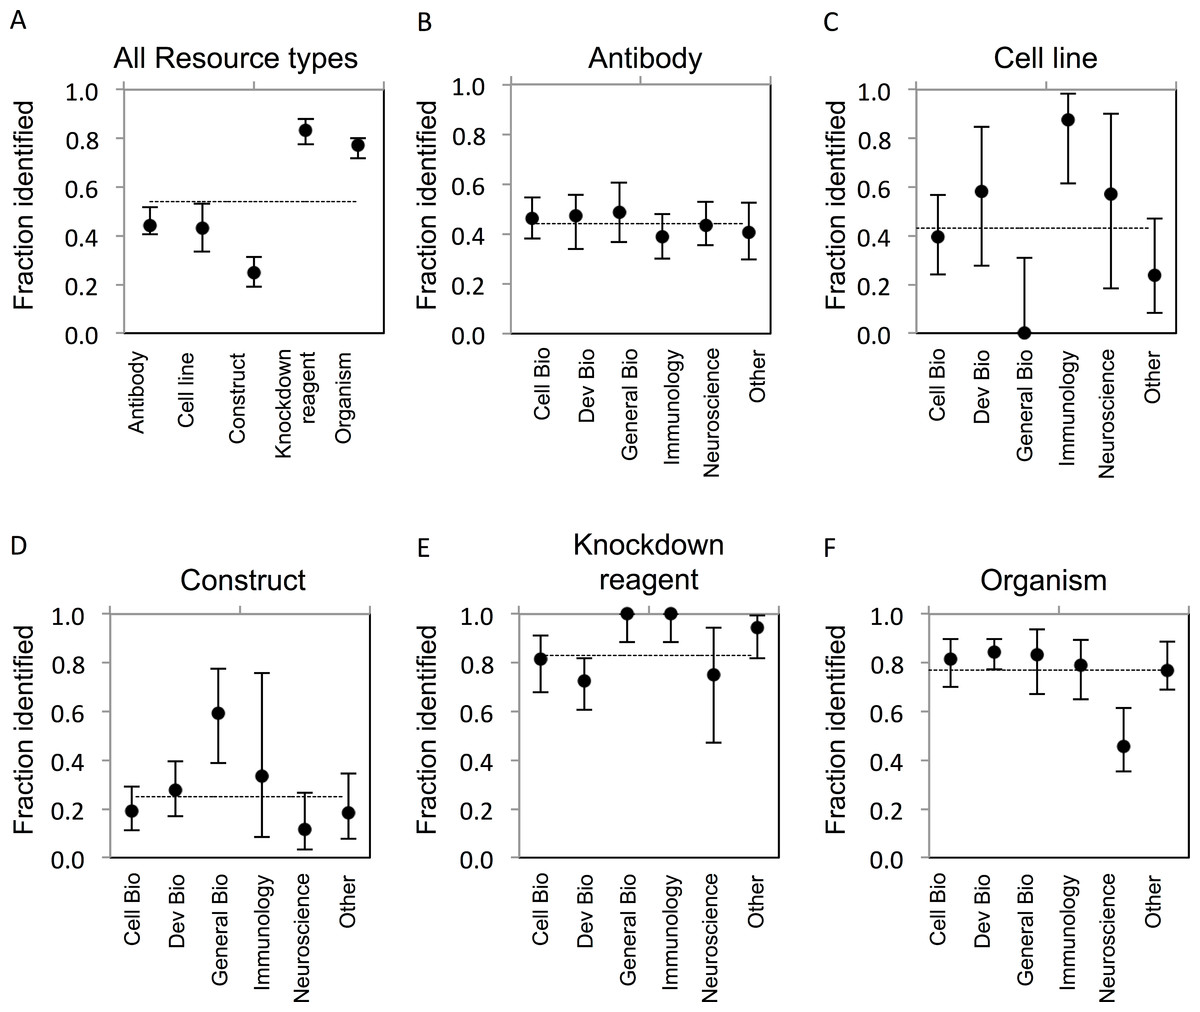 A
All Resource types
Fraction identified
1.0
0.8
0.6
0.4
0.2
0.0
Antibody
Cell line
Construct
Knockdown
reagent
Organism
B
Antibody
Fraction identified
1.0
0.8
0.6
0.4
0.2
0.0
Cell Bio
Dev Bio
General Bio
Immunology
Neuroscience
Other
C
Cell line
Fraction identified
1.0
0.8
0.6
0.4
0.2
0.0
Cell Bio
Dev Bio
General Bio
Immunology
Neuroscience
Other
D
Construct
Fraction identified
1.0
0.8
0.6
0.4
0.2
0.0
Cell Bio
Dev Bio
General Bio
Immunology
Neuroscience
Other
E
Knockdown
reagent
Fraction identified
1.0
0.8
0.6
0.4
0.2
0.0
Cell Bio
Dev Bio
General Bio
Immunology
Neuroscience
Other
F
Organism
Fraction identified
1.0
0.8
0.6
0.4
0.2
0.0
Cell Bio
Dev Bio
General Bio
Immunology
Neuroscience
Other